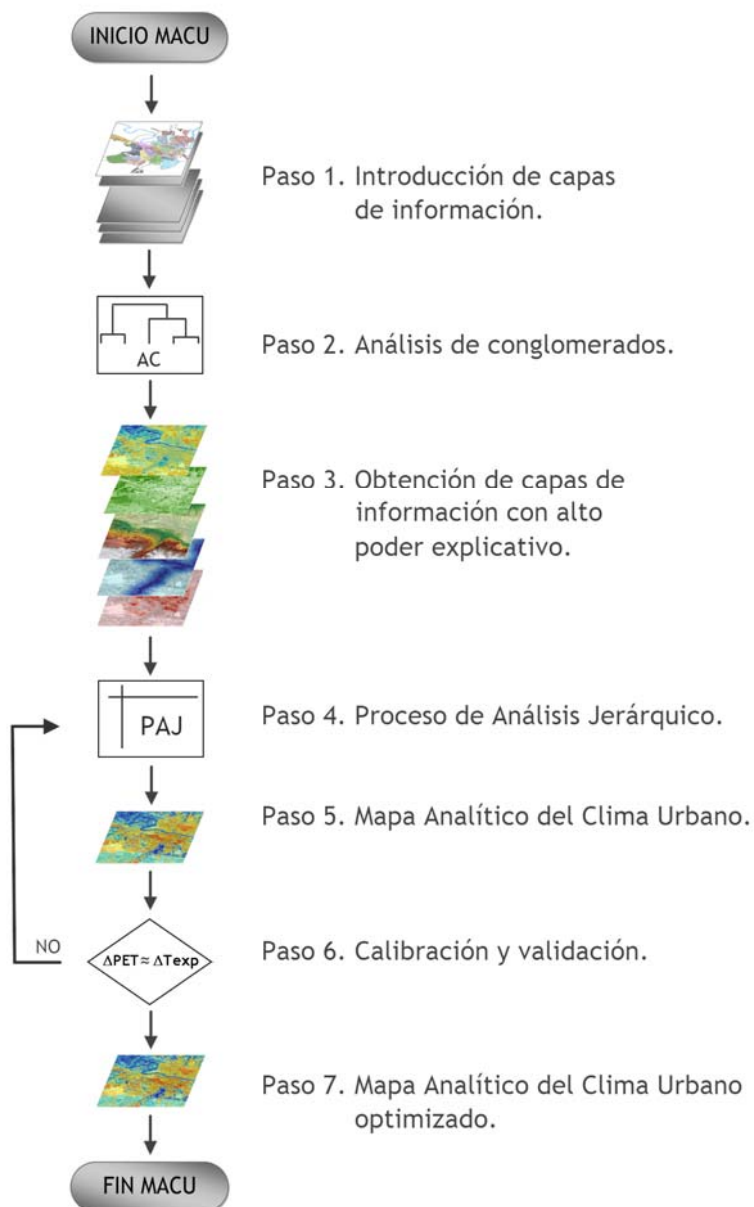 INICIO MACU
Paso 1. Introducción de capas
de información.
AC
Paso 2. Análisis de conglomerados.
Paso 3. Obtención de capas de
información con alto
poder explicativo.
PAJ
Paso 4. Proceso de Análisis Jerárquico.
Paso 5. Mapa Analítico del Clima Urbano.
NO
ΔPET≈ ΔTexp
Paso 6. Calibración y validación.
Paso 7. Mapa Analítico del Clima Urbano
optimizado.
FIN MACU